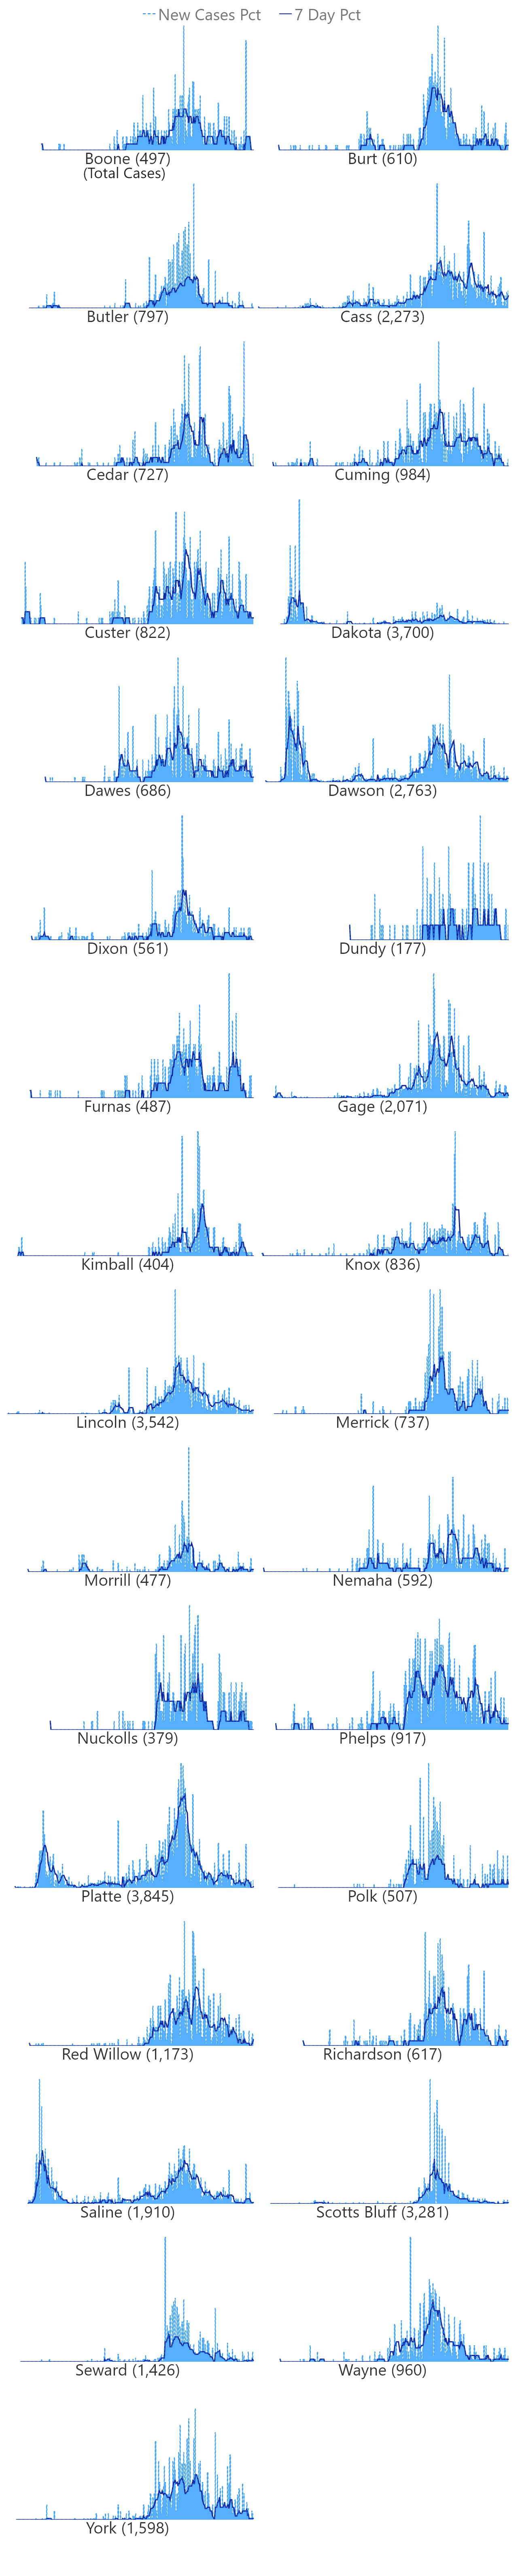 New Cases Pct 7 Day Pct
Boone (497) Burt (610)
(Total Cases)
Butler (797) Cass (2,273)
Cedar (727) Cuming (984)
Custer (822) Dakota (3,700)
Dawes (686) Dawson (2,763)
Dixon (561) Dundy (177)
Furnas (487) Gage (2,071)
Kimball (404) Knox (836)
Lincoln (3,542) Merrick (737)
Morrill (477) Nemaha (592)
Nuckolls (379) Phelps (917)
Platte (3,845) Polk (507)
Red Willow (1,173) Richardson (617)
Saline (1,910) Scotts Bluff (3,281)
Seward (1,426) Wayne (960)
York (1,598)